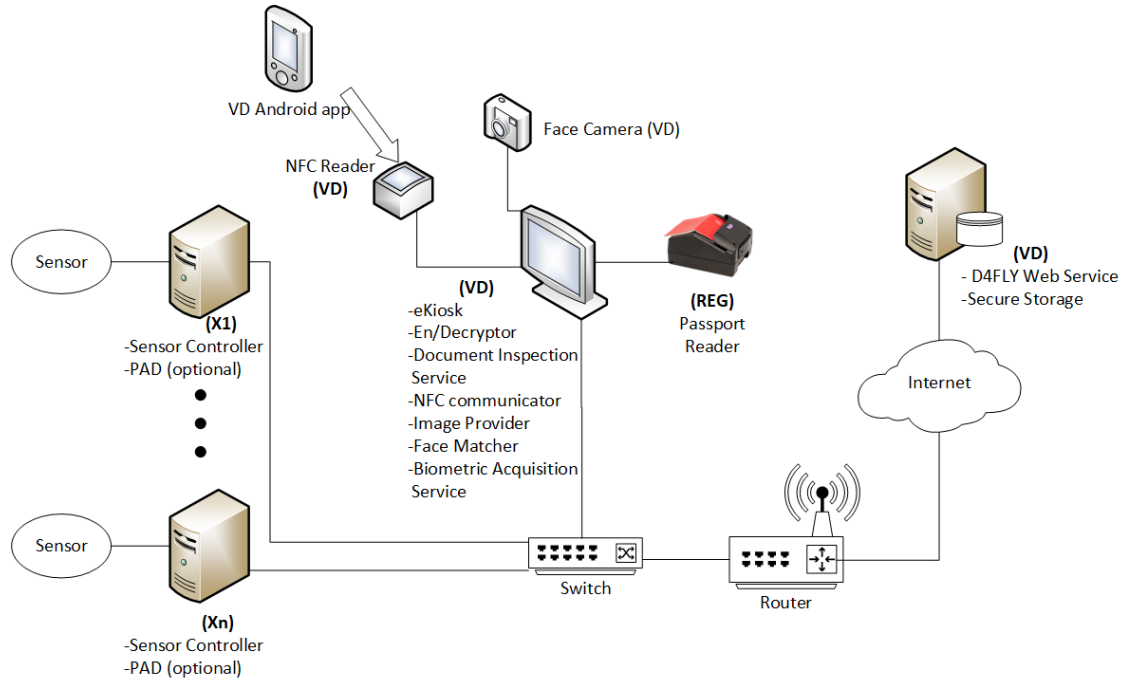 VD Android app
Face Camera (VD)
NFC Reader
(VD)
Sensor
(X1)
-Sensor Controller
-PAD (optional)
(VD)
-eKiosk
-En/Decryptor
-Document Inspection
Service
-NFC communicator
-Image Provider
-Face Matcher
-Biometric Acquisition
Service
(REG)
Passport
Reader
(VD)
- D4FLY Web Service
-Secure Storage
Internet
Sensor
(Xn)
-Sensor Controller
-PAD (optional)
Switch
Router